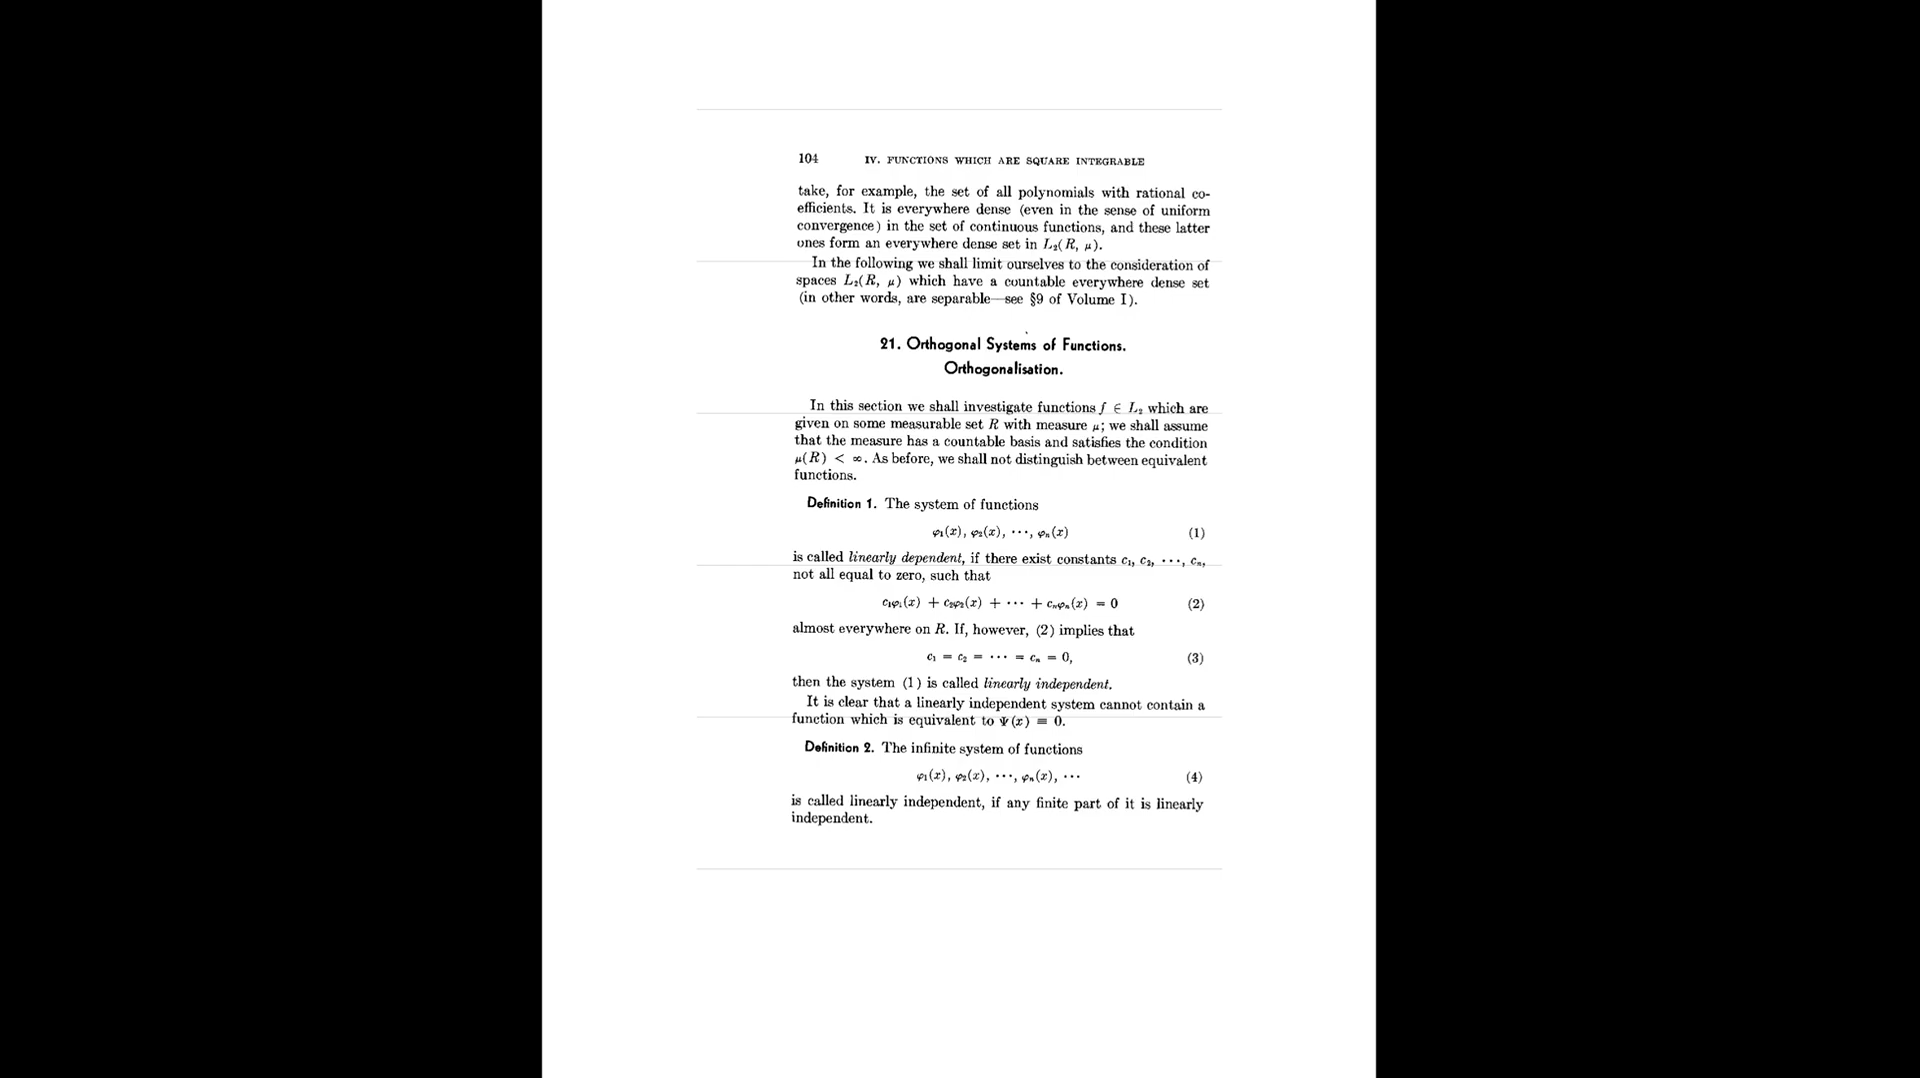 104 IV. FUNCTIONS WHICH ARE SQUARE INTEGRABLE
take, for example, the set of all polynomials with rational co-
efficients. It is everywhere dense (even in the sense of uniform
convergence) in the set of continuous functions, and these latter
ones form an everywhere dense set in L₂(R, μ).
In the following we shall limit ourselves to the consideration of
spaces L₂(R, μ) which have a countable everywhere dense set
(in other words, are separable—see §9 of Volume I).
21. Orthogonal Systems of Functions.
Orthogonalisation.
In this section we shall investigate functions f ∈ L₂ which are
given on some measurable set R with measure μ; we shall assume
that the measure has a countable basis and satisfies the condition
μ(R) < ∞. As before, we shall not distinguish between equivalent
functions.
Definition 1. The system of functions
φ₁(x), φ₂(x), ···, φₙ(x) (1)
is called linearly dependent, if there exist constants c₁, c₂, ···, cₙ,
not all equal to zero, such that
c₁φ₁(x) + c₂φ₂(x) + ··· + cₙφₙ(x) = 0 (2)
almost everywhere on R. If, however, (2) implies that
c₁ = c₂ = ··· = cₙ = 0, (3)
then the system (1) is called linearly independent.
It is clear that a linearly independent system cannot contain a
function which is equivalent to Ψ(x) ≡ 0.
Definition 2. The infinite system of functions
φ₁(x), φ₂(x), ···, φₙ(x), ··· (4)
is called linearly independent, if any finite part of it is linearly
independent.